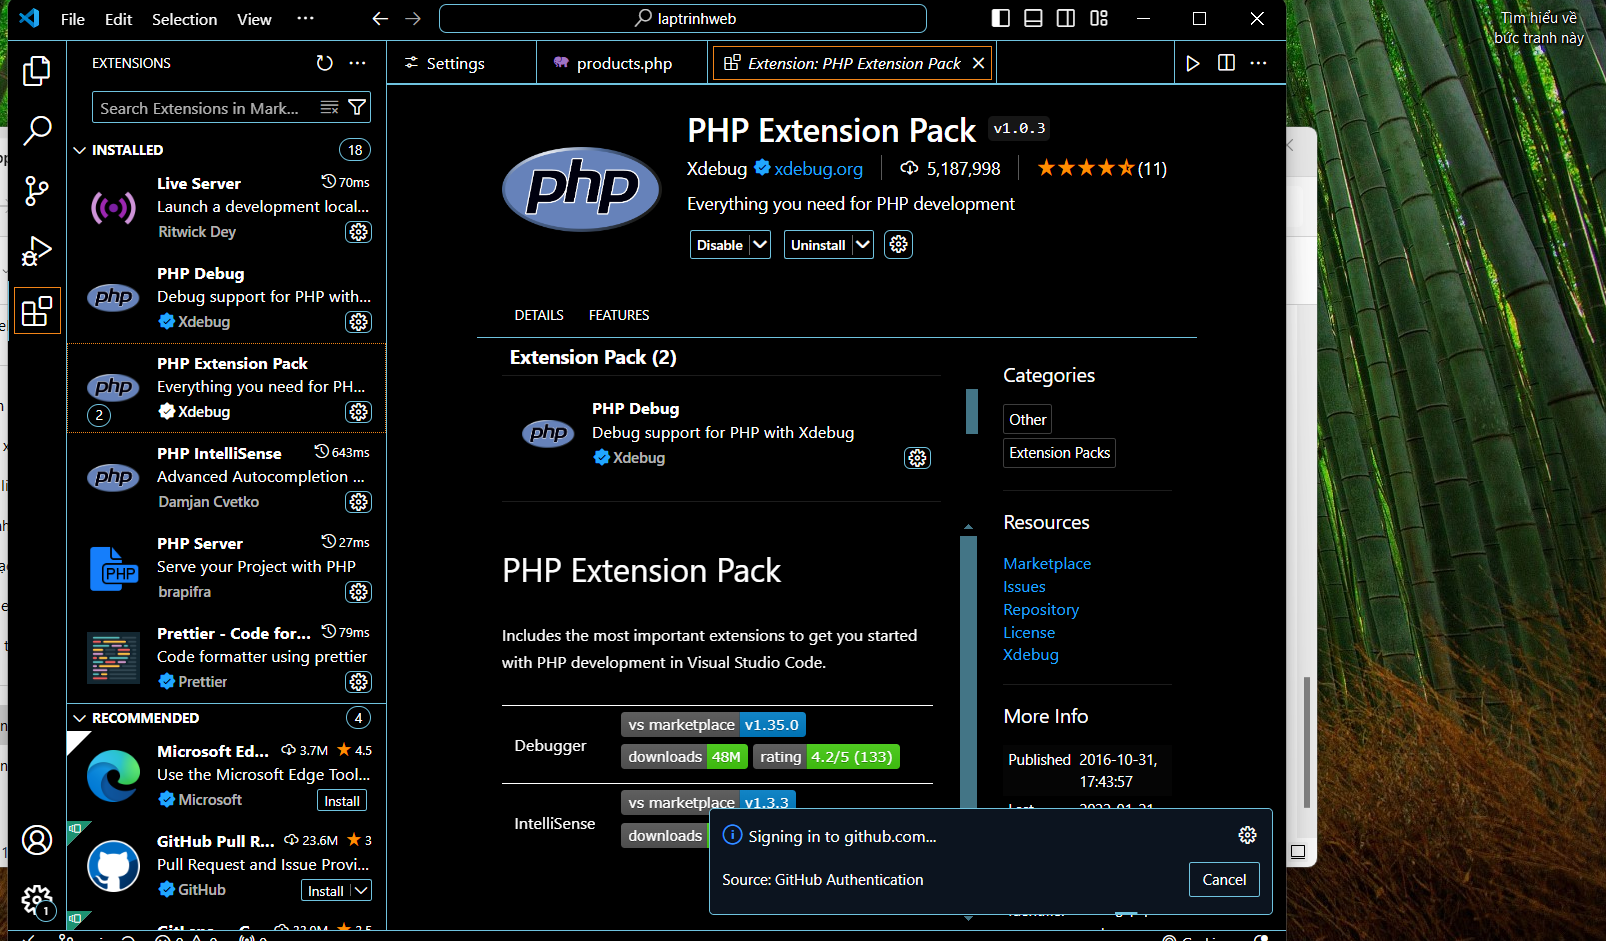 File Edit Selection View ···
laptrinhweb
Tìm hiểu về
bức tranh này
EXTENSIONS
Settings
products.php
Extension: PHP Extension Pack
Search Extensions in Mark...
INSTALLED 18
Live Server 70ms
Launch a development local...
Ritwick Dey
PHP Debug
Debug support for PHP with...
Xdebug
PHP Extension Pack
Everything you need for PH...
Xdebug
2
PHP IntelliSense 643ms
Advanced Autocompletion ...
Damjan Cvetko
PHP Server 27ms
Serve your Project with PHP
brapifra
Prettier - Code for... 79ms
Code formatter using prettier
Prettier
RECOMMENDED 4
Microsoft Ed... 3.7M 4.5
Use the Microsoft Edge Tool...
Microsoft Install
GitHub Pull R... 23.6M 3
Pull Request and Issue Provi...
GitHub Install
1
php
PHP Extension Pack v1.0.3
Xdebug xdebug.org 5,187,998 (11)
Everything you need for PHP development
Disable Uninstall
DETAILS FEATURES
Extension Pack (2)
php
PHP Debug
Debug support for PHP with Xdebug
Xdebug
PHP Extension Pack
Includes the most important extensions to get you started
with PHP development in Visual Studio Code.
Debugger
vs marketplace v1.35.0
downloads 48M rating 4.2/5 (133)
IntelliSense
vs marketplace v1.3.3
downloads
Categories
Other
Extension Packs
Resources
Marketplace
Issues
Repository
License
Xdebug
More Info
Published 2016-10-31,
17:43:57
Signing in to github.com...
Source: GitHub Authentication
Cancel